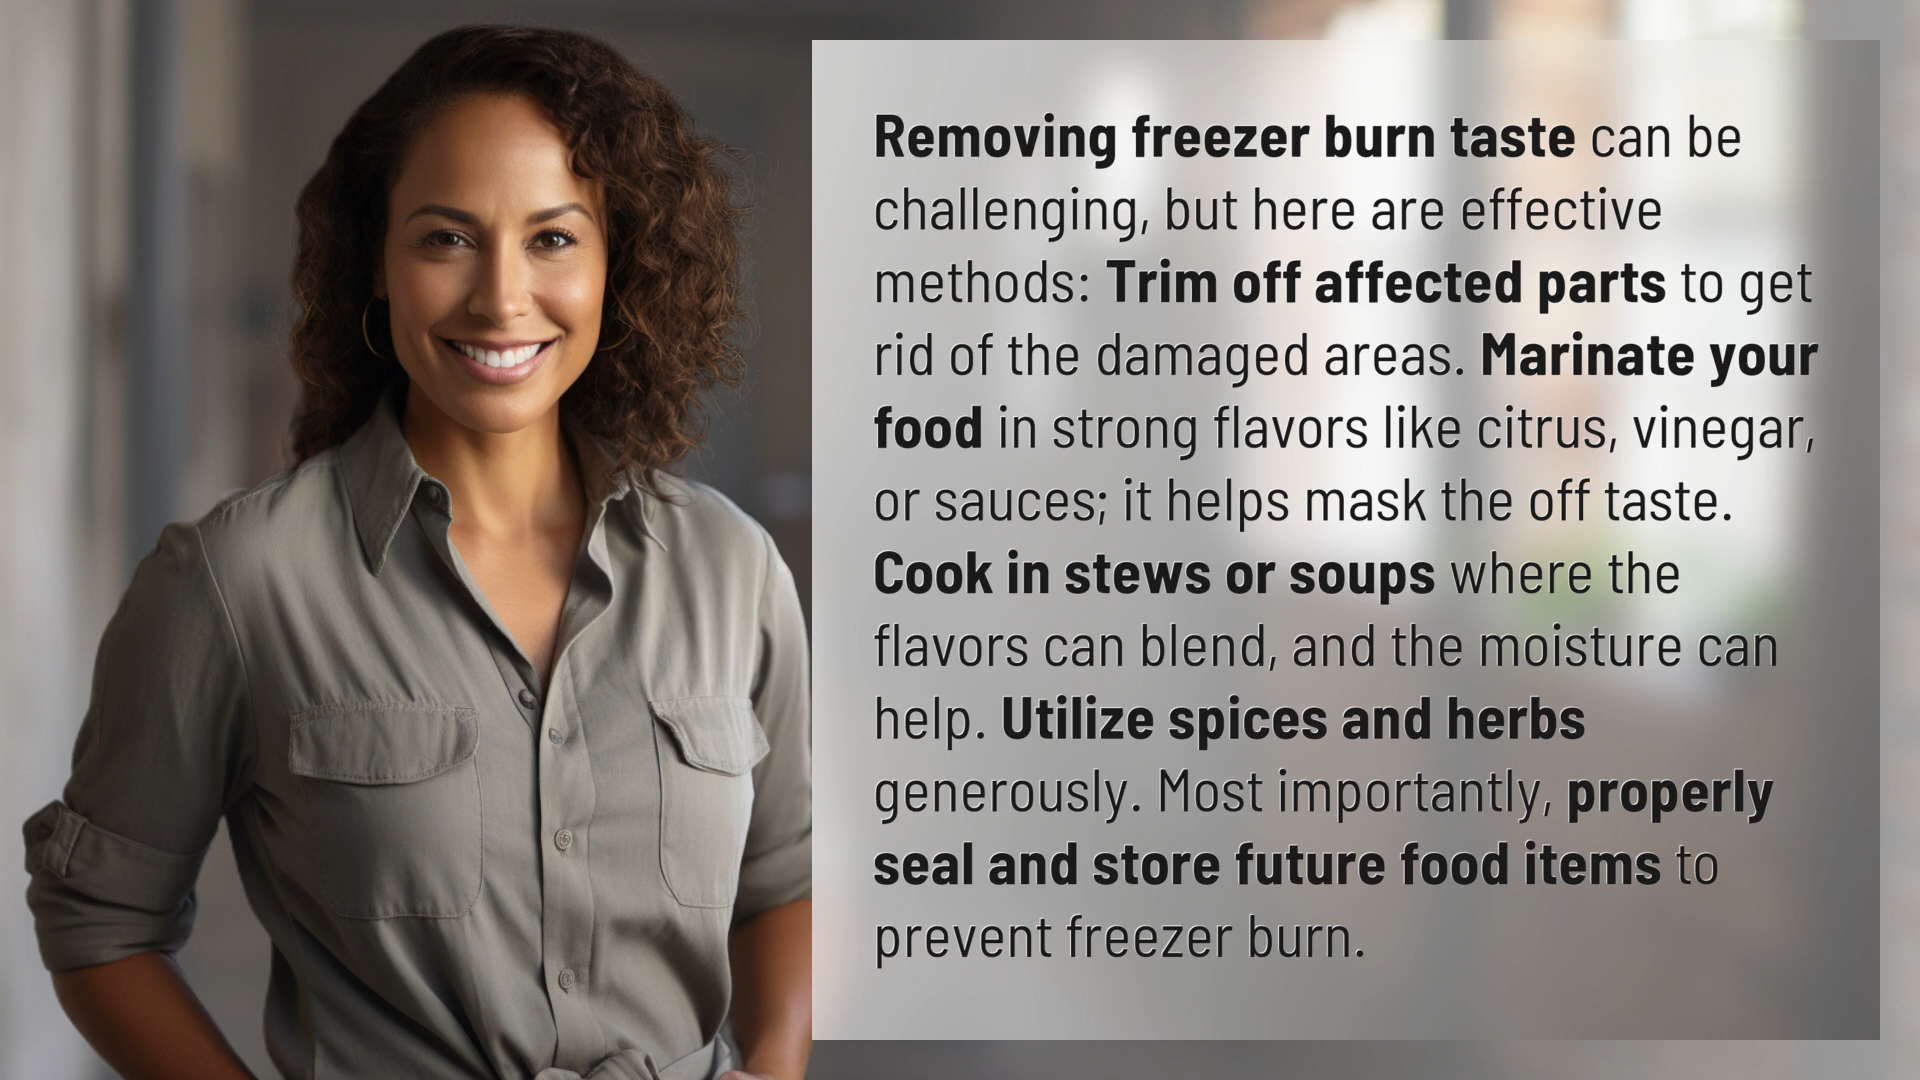 Removing freezer burn taste can be
challenging, but here are effective
methods: Trim off affected parts to get
rid of the damaged areas. Marinate your
food in strong flavors like citrus, vinegar,
or sauces; it helps mask the off taste.
Cook in stews or soups where the
flavors can blend, and the moisture can
help. Utilize spices and herbs
generously. Most importantly, properly
seal and store future food items to
prevent freezer burn.